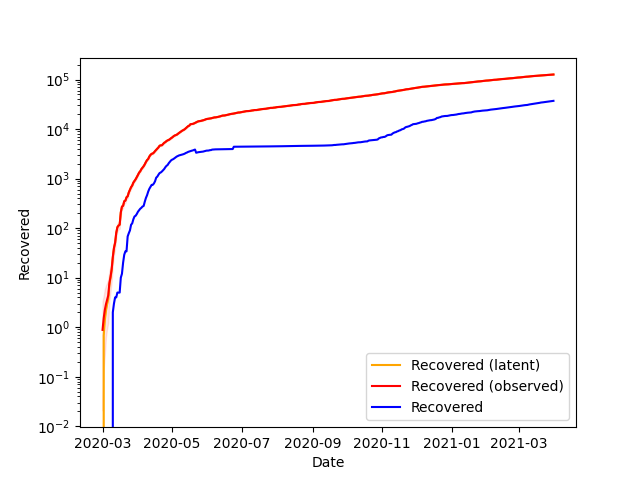 10^5
10^4
10^3
10^2
10^1
10^0
10^-1
10^-2
Recovered
2020-03 2020-05 2020-07 2020-09 2020-11 2021-01 2021-03
Date
Recovered (latent)
Recovered (observed)
Recovered